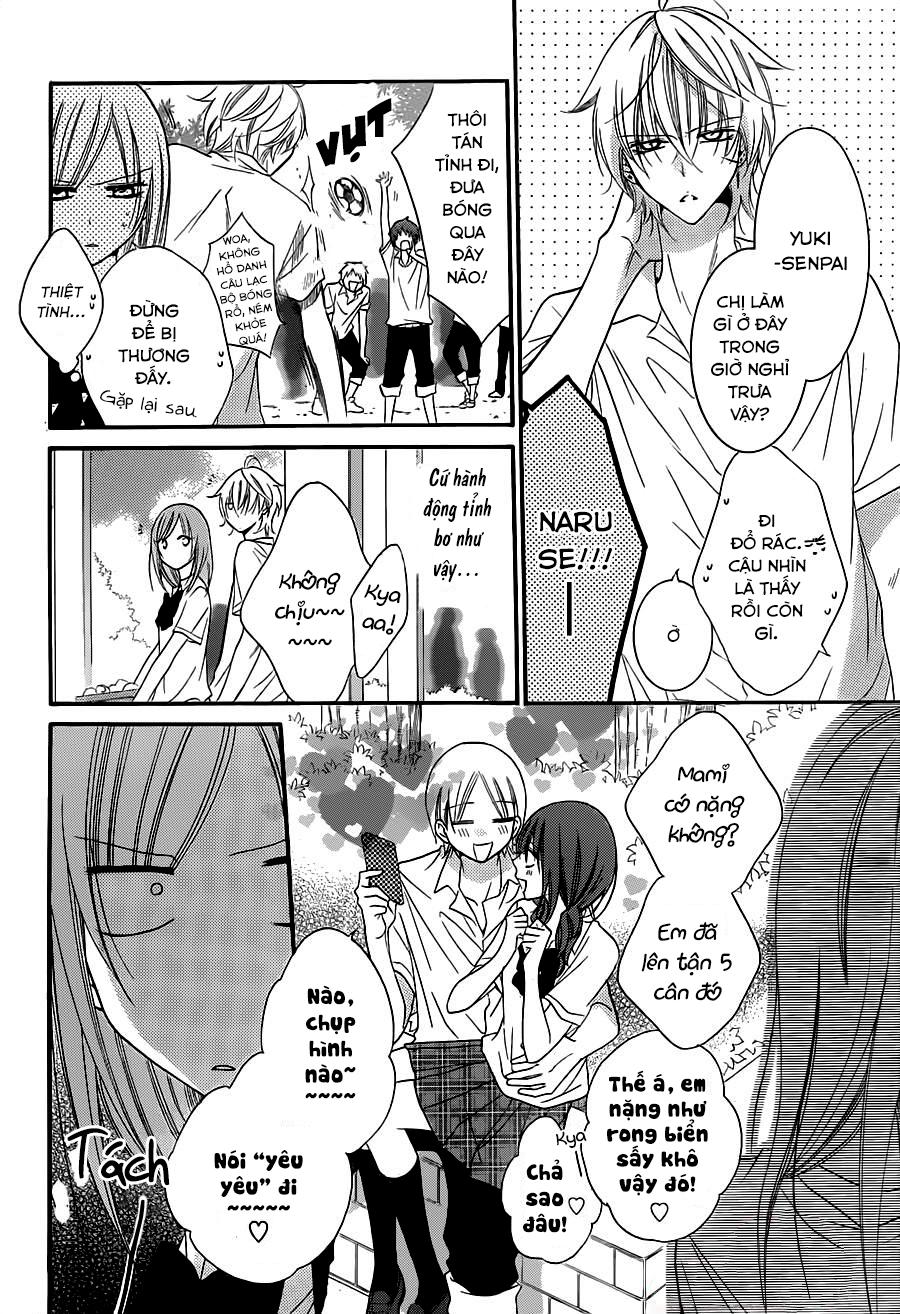 YUKI
-SENPAI
CHỊ LÀM
GÌ Ở ĐÂY
TRONG
GIỜ NGHỈ
TRƯA
VẬY?
ĐI
ĐỔ RÁC.
CẬU NHÌN
LÀ THẤY
RỒI CÒN
GÌ.
Ờ
NARU
SE!!!
THÔI
TÁN
TỈNH ĐI,
ĐƯA
BÓNG
QUA
ĐÂY
NÀO!
VỤT
WOA,
KHÔNG
HỔ DANH
CÂU LẠC
BỘ BÓNG
RỔ, NÉM
KHỎE
QUÁ!
ĐỪNG
ĐỂ BỊ
THƯƠNG
ĐẤY.
Gặp lại sau
THIỆT
TÌNH...
Cứ hành
động tỉnh
bơ như
vậy...
Kya
aa!
Không
chịu~~
~~~~
Mami
có nặng
không?
Em đã
lên tận 5
cân đó
Thế á, em
nặng như
rong biển
sấy khô
vậy đó!
♡
Kya
♡
Chả
sao
đâu!
Nào,
chụp
hình
nào~
~~~~
Nói “yêu
yêu” đi
~~~~~
♡
Tách